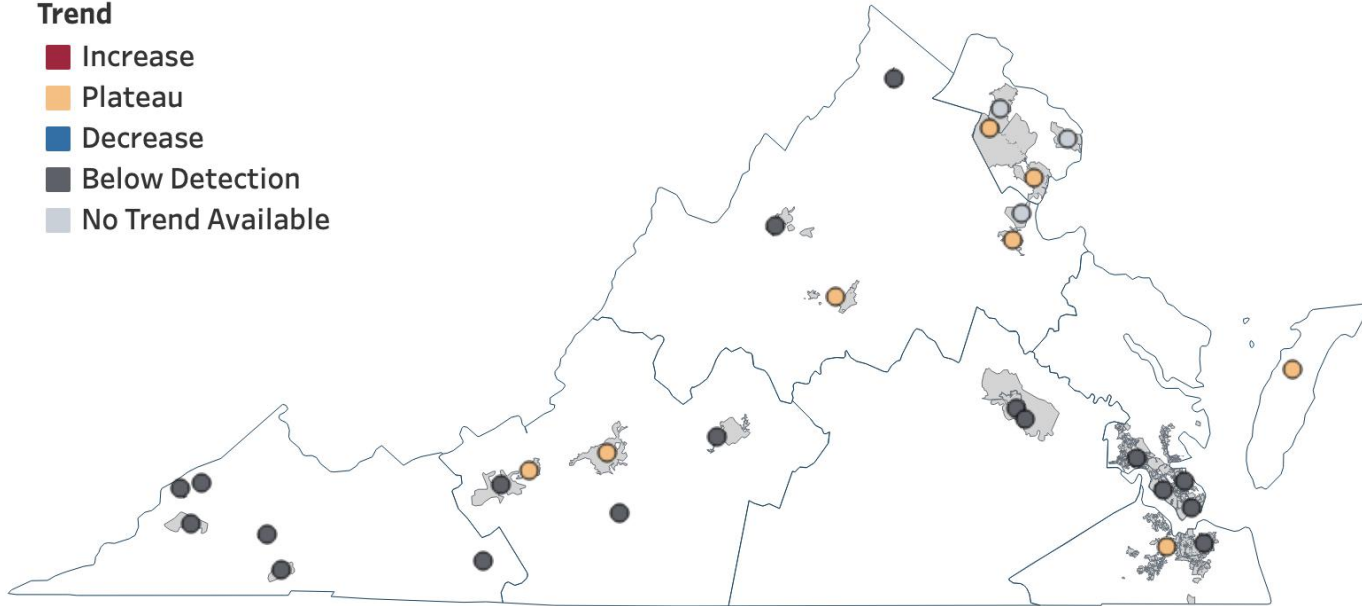 Trend
Increase
Plateau
Decrease
Below Detection
No Trend Available